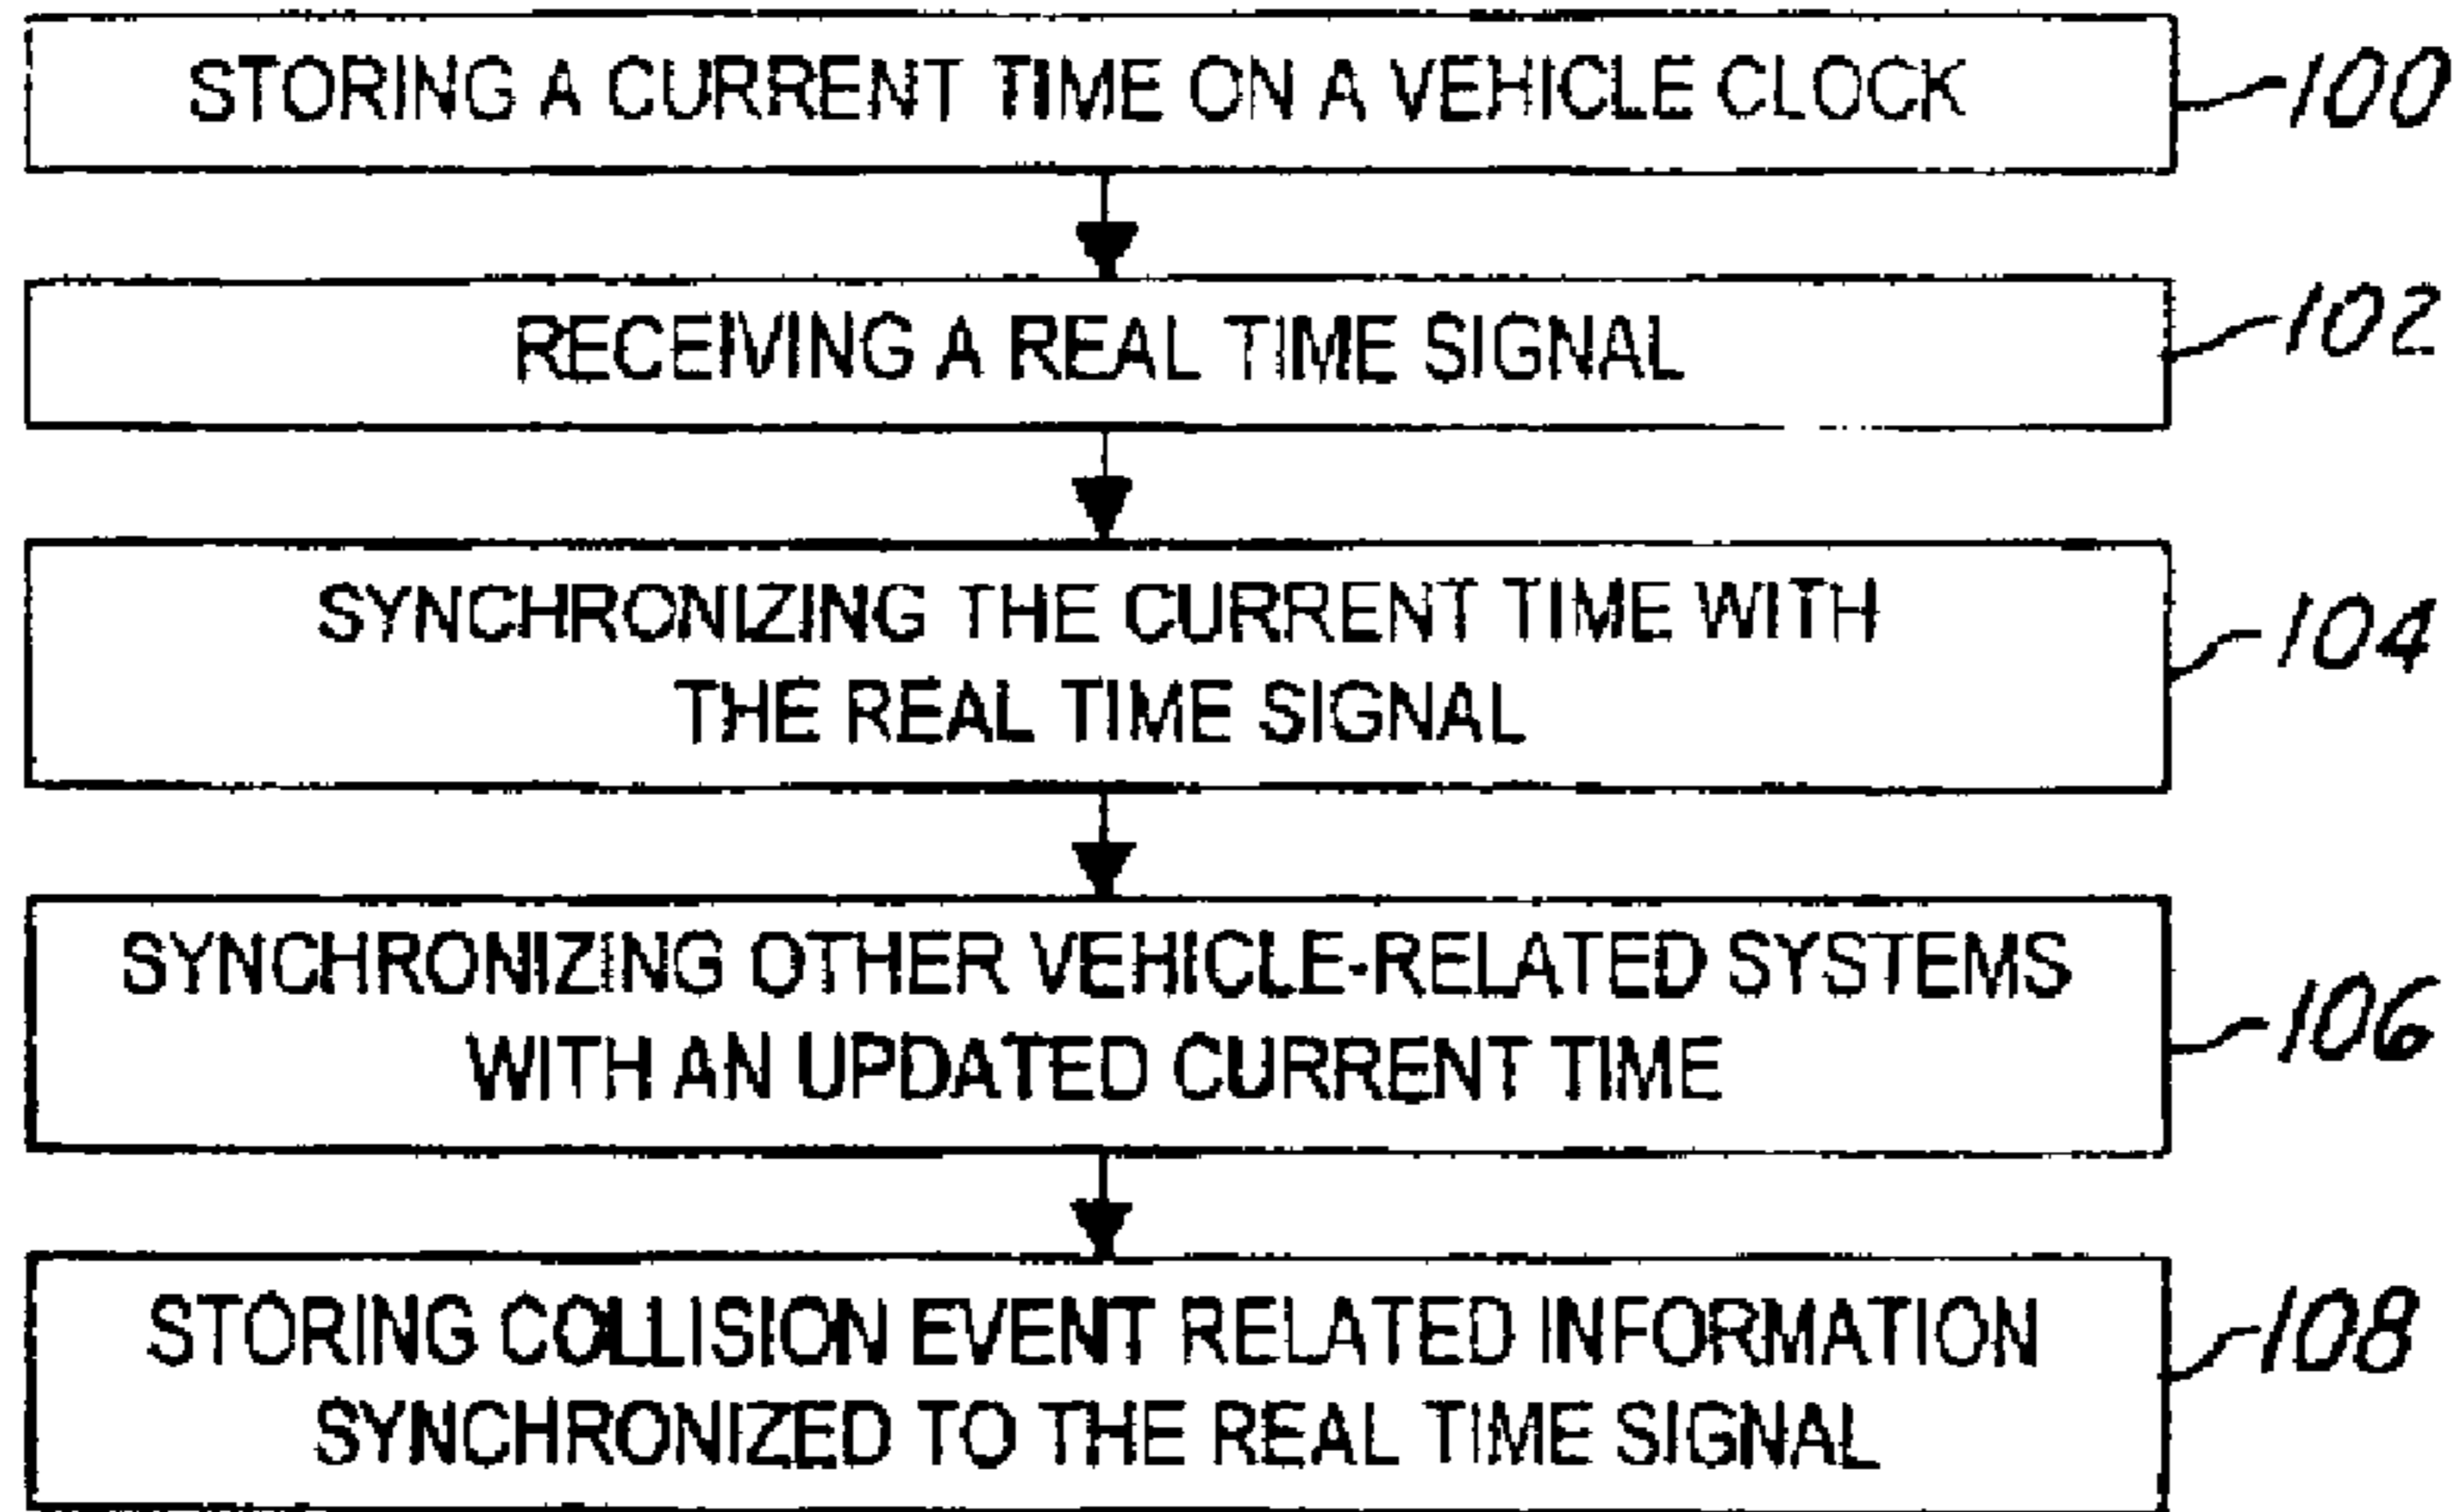 STORING A CURRENT TIME ON A VEHICLE CLOCK
100
RECEIVING A REAL TIME SIGNAL
102
SYNCHRONIZING THE CURRENT TIME WITH
THE REAL TIME SIGNAL
104
SYNCHRONIZING OTHER VEHICLE-RELATED SYSTEMS
WITH AN UPDATED CURRENT TIME
106
STORING COLLISION EVENT RELATED INFORMATION
SYNCHRONIZED TO THE REAL TIME SIGNAL
108